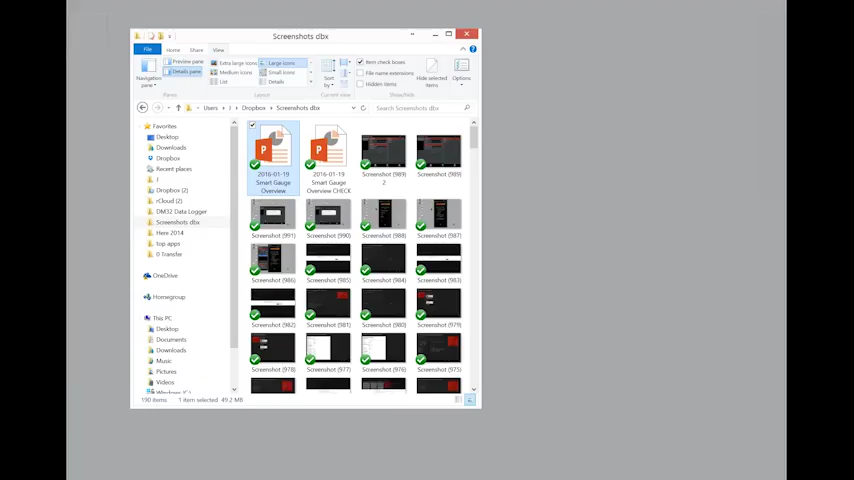 Screenshots dbx
File Home Share View
Navigation pane
Preview pane
Details pane
Panes
Extra large icons Large icons
Medium icons Small icons
List Details
Layout
Sort by
Current view
Item check boxes
File name extensions
Hidden items
Hide selected items
Show/hide
Options
Users Dropbox Screenshots dbx
Search Screenshots dbx
Favorites
Desktop
Downloads
Dropbox
Recent places
Dropbox (2)
rCloud (2)
DM32 Data Logger
Screenshots dbx
Here 2014
top apps
0 Transfer
OneDrive
Homegroup
This PC
Desktop
Documents
Downloads
Music
Pictures
Videos
Windows (C:)
2016-01-19 Smart Gauge Overview
2016-01-19 Smart Gauge Overview CHECK
Screenshot (989) 2
Screenshot (989)
Screenshot (991)
Screenshot (990)
Screenshot (988)
Screenshot (987)
Screenshot (986)
Screenshot (985)
Screenshot (984)
Screenshot (983)
Screenshot (982)
Screenshot (981)
Screenshot (980)
Screenshot (979)
Screenshot (978)
Screenshot (977)
Screenshot (976)
Screenshot (975)
190 items 1 item selected 49.2 MB